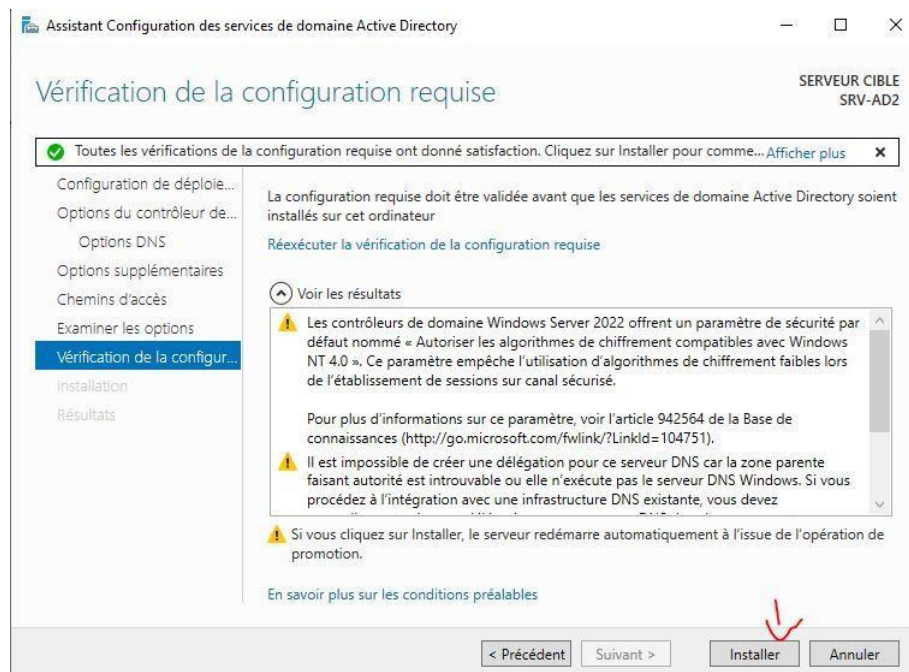 Assistant Configuration des services de domaine Active Directory
Vérification de la configuration requise
SERVEUR CIBLE
SRV-AD2
Toutes les vérifications de la configuration requise ont donné satisfaction. Cliquez sur Installer pour comme... Afficher plus
Configuration de déploie...
Options du contrôleur de...
Options DNS
Options supplémentaires
Chemins d'accès
Examiner les options
Vérification de la configur...
Installation
Résultats
La configuration requise doit être validée avant que les services de domaine Active Directory soient
installés sur cet ordinateur
Réexécuter la vérification de la configuration requise
Voir les résultats
Les contrôleurs de domaine Windows Server 2022 offrent un paramètre de sécurité par
défaut nommé « Autoriser les algorithmes de chiffrement compatibles avec Windows
NT 4.0 ». Ce paramètre empêche l'utilisation d'algorithmes de chiffrement faibles lors
de l'établissement de sessions sur canal sécurisé.
Pour plus d'informations sur ce paramètre, voir l'article 942564 de la Base de
connaissances (http://go.microsoft.com/fwlink/?LinkId=104751).
Il est impossible de créer une délégation pour ce serveur DNS car la zone parente
faisant autorité est introuvable ou elle n'exécute pas le serveur DNS Windows. Si vous
procédez à l'intégration avec une infrastructure DNS existante, vous devez
Si vous cliquez sur Installer, le serveur redémarre automatiquement à l'issue de l'opération de
promotion.
En savoir plus sur les conditions préalables
< Précédent
Suivant >
Installer
Annuler